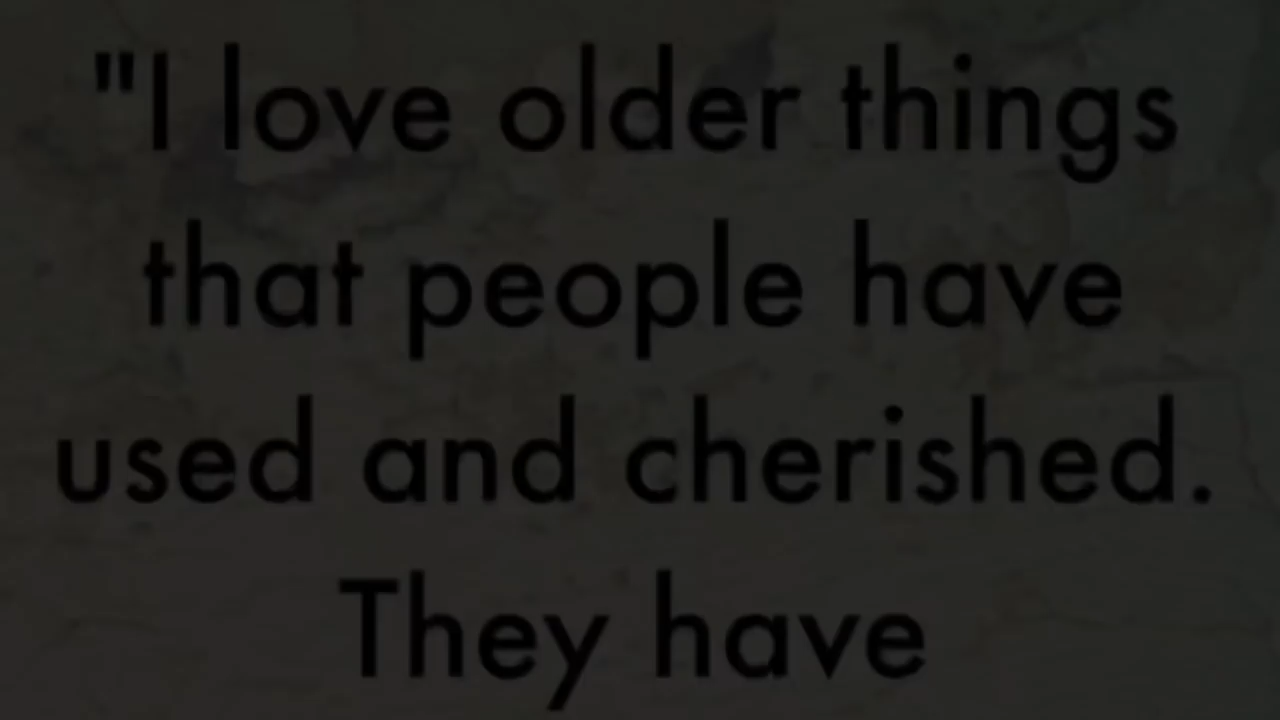 "I love older things
that people have
used and cherished.
They have